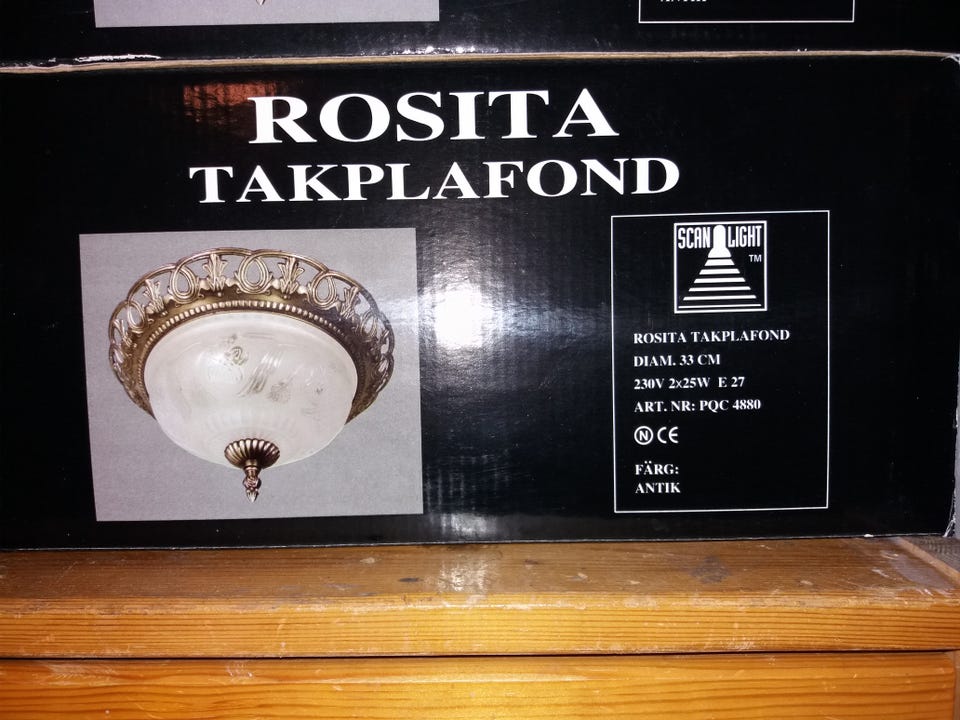 ROSITA
TAKPLAFOND
SCAN LIGHT
TM
ROSITA TAKPLAFOND
DIAM. 33 CM
230V 2x25W E 27
ART. NR: PQC 4880
N CE
FÄRG:
ANTIK